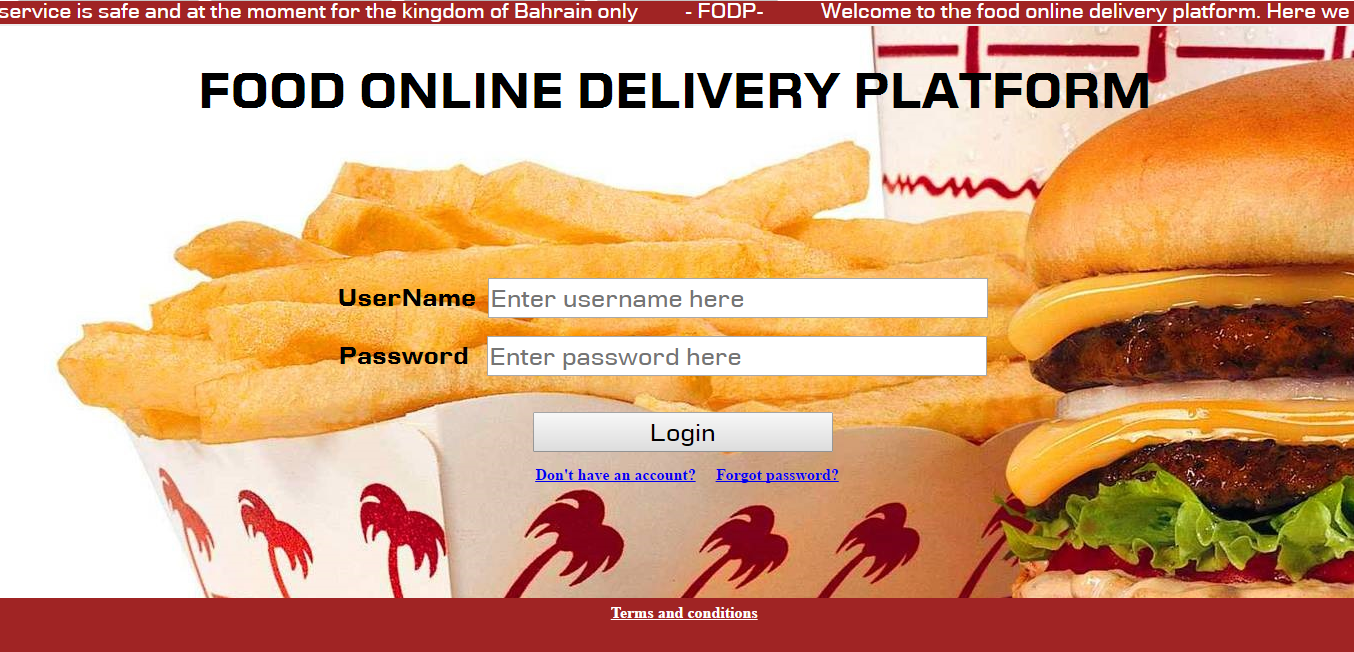 service is safe and at the moment for the kingdom of Bahrain only - FODP- Welcome to the food online delivery platform. Here we
FOOD ONLINE DELIVERY PLATFORM
UserName Enter username here
Password Enter password here
Login
Don't have an account? Forgot password?
Terms and conditions